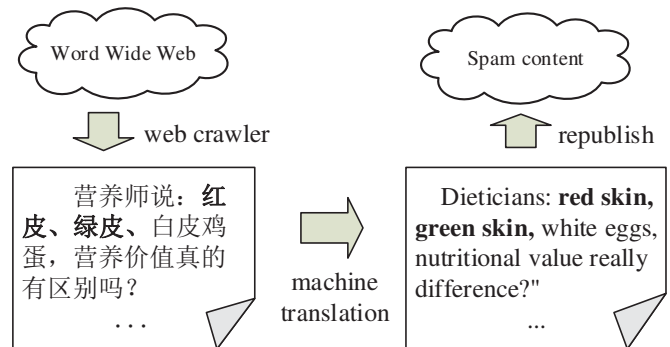 Word Wide Web
Spam content
web crawler
republish
营养师说：红
皮、绿皮、白皮鸡
蛋，营养价值真的
有区别吗？
...
machine
translation
Dieticians: red skin,
green skin, white eggs,
nutritional value really
difference?"
...